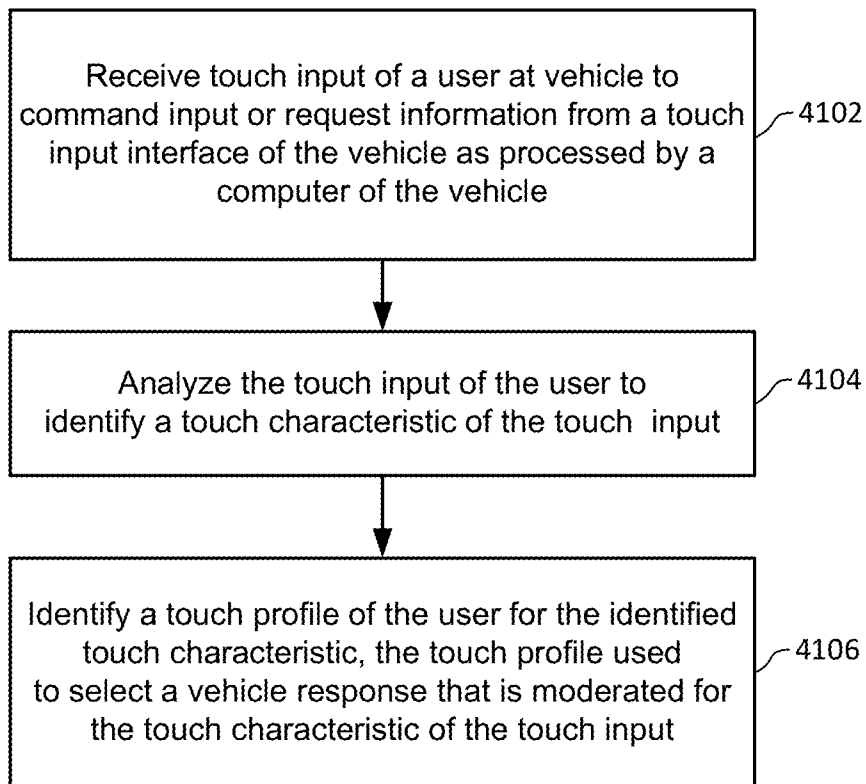 Receive touch input of a user at vehicle to
command input or request information from a touch
input interface of the vehicle as processed by a
computer of the vehicle
4102
Analyze the touch input of the user to
identify a touch characteristic of the touch input
4104
Identify a touch profile of the user for the identified
touch characteristic, the touch profile used
to select a vehicle response that is moderated for
the touch characteristic of the touch input
4106